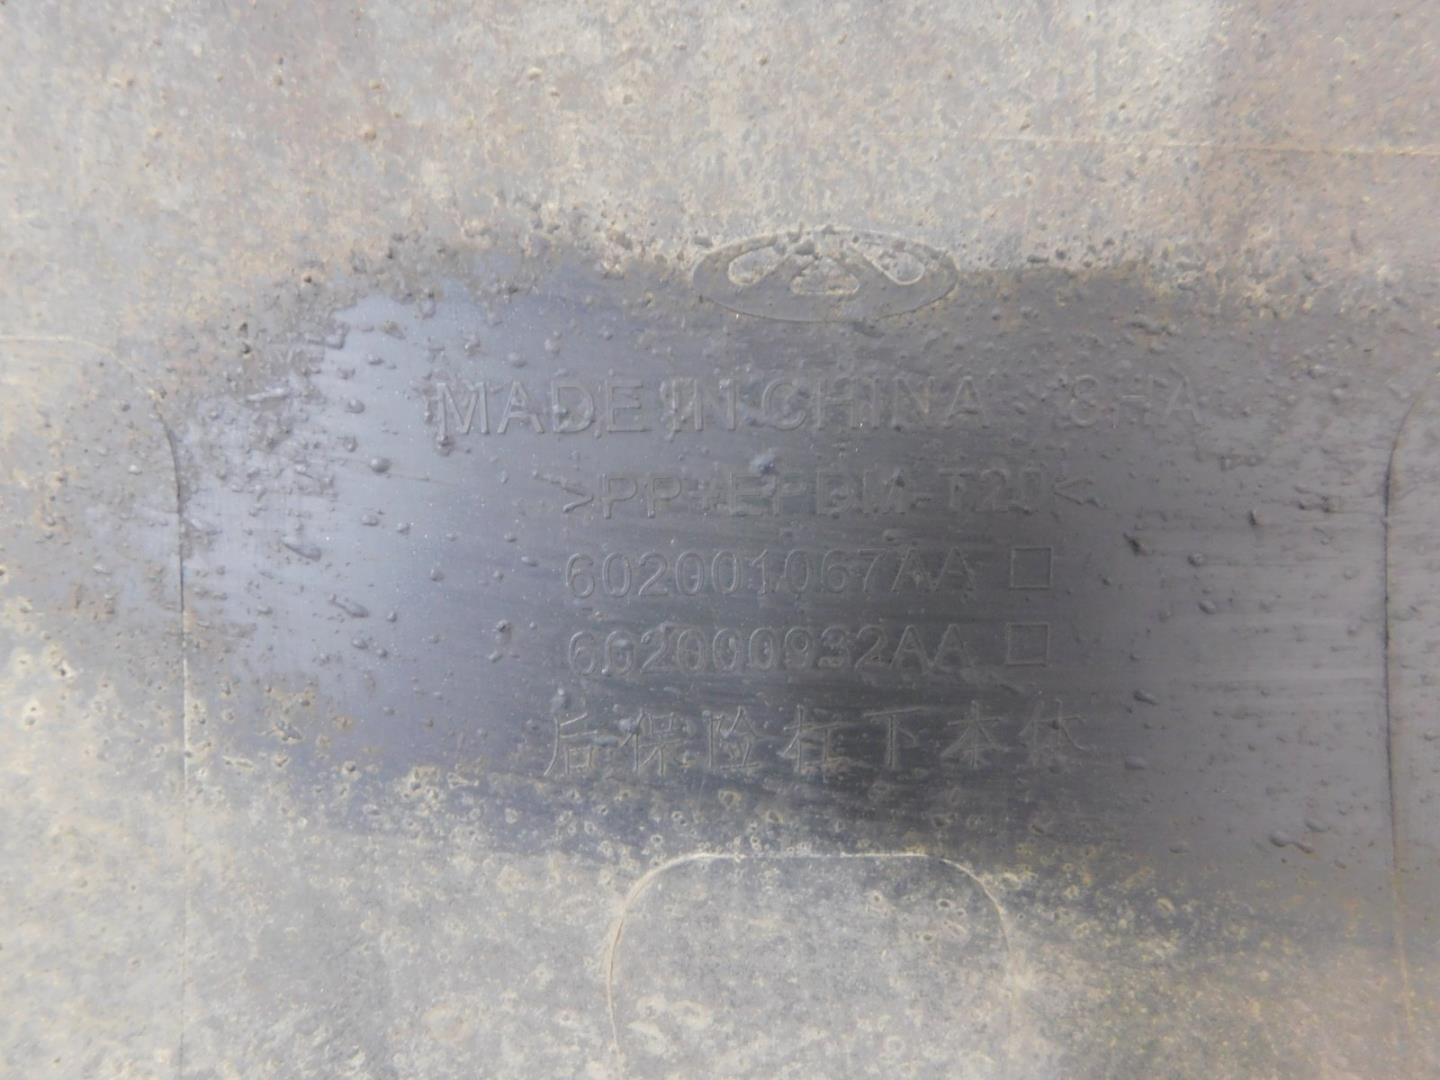 MADE IN CHINA
>PP+EPDM-T20<
602001067AA □
602000932AA □
后保险杠下本体